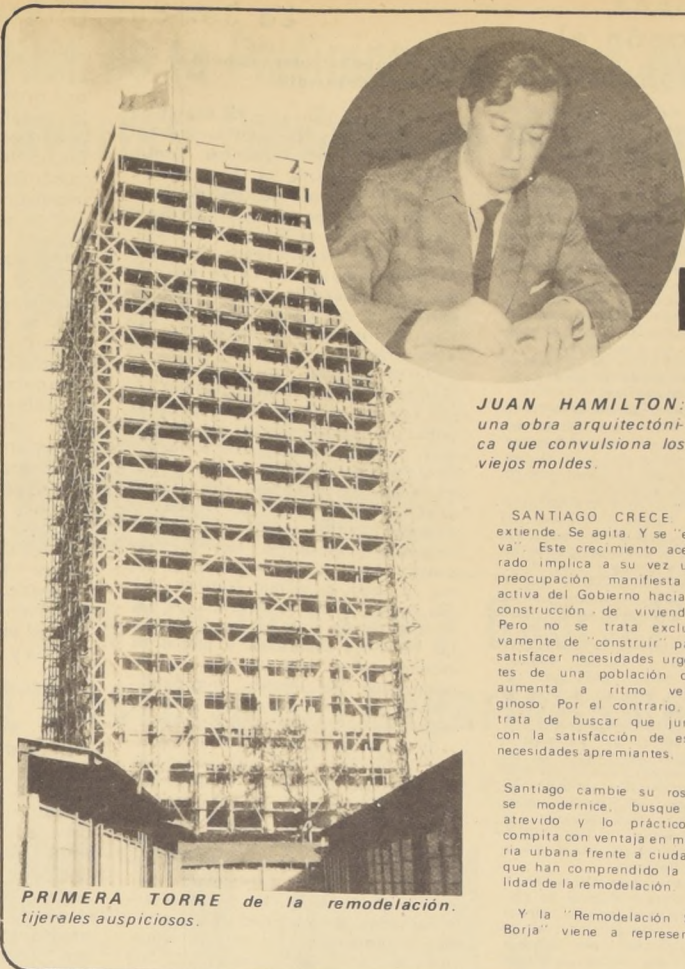 JUAN HAMILTON:
una obra arquitectóni-
ca que convulsiona los
viejos moldes.
SANTIAGO CRECE.
extiende. Se agita. Y se "e
va". Este crecimiento ace
rado implica a su vez u
preocupación manifiesta
activa del Gobierno hacia
construcción de viviend
Pero no se trata exclu
vamente de "construir" pa
satisfacer necesidades urge
tes de una población q
aumenta a ritmo ve
ginoso. Por el contrario,
trata de buscar que jun
con la satisfacción de es
necesidades apremiantes,
Santiago cambie su ros
se modernice, busque
atrevido y lo práctico
compita con ventaja en m
ria urbana frente a ciuda
que han comprendido la
lidad de la remodelación.
Y la "Remodelación
Borja" viene a represen
PRIMERA TORRE de la remodelación.
tijerales auspiciosos.